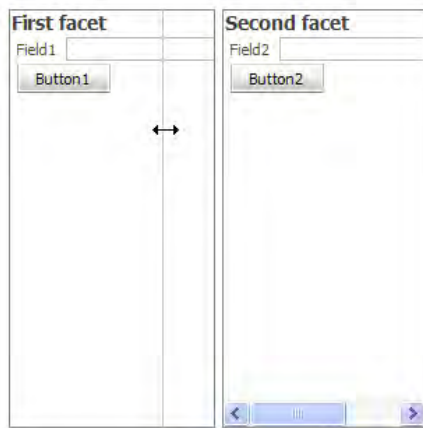 First facet
Field1
Button1
Second facet
Field2
Button2